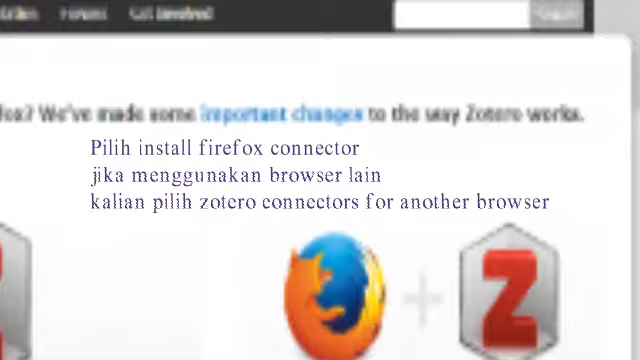 Forums Get Involved
We've made some important changes to the way Zotero works.
Pilih install firefox connector
jika menggunakan browser lain
kalian pilih zotero connectors for another browser
Z